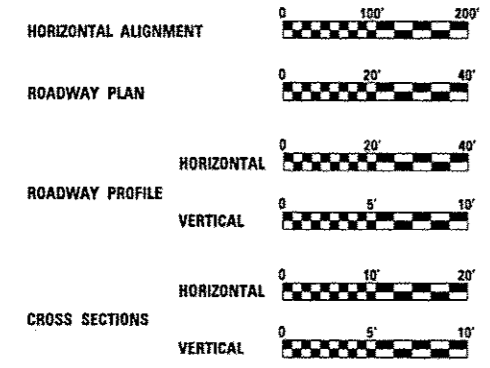 0 100' 200'
HORIZONTAL ALIGNMENT
0 20' 40'
ROADWAY PLAN
0 20' 40'
HORIZONTAL
ROADWAY PROFILE
0 5' 10'
VERTICAL
0 10' 20'
HORIZONTAL
CROSS SECTIONS
0 5' 10'
VERTICAL